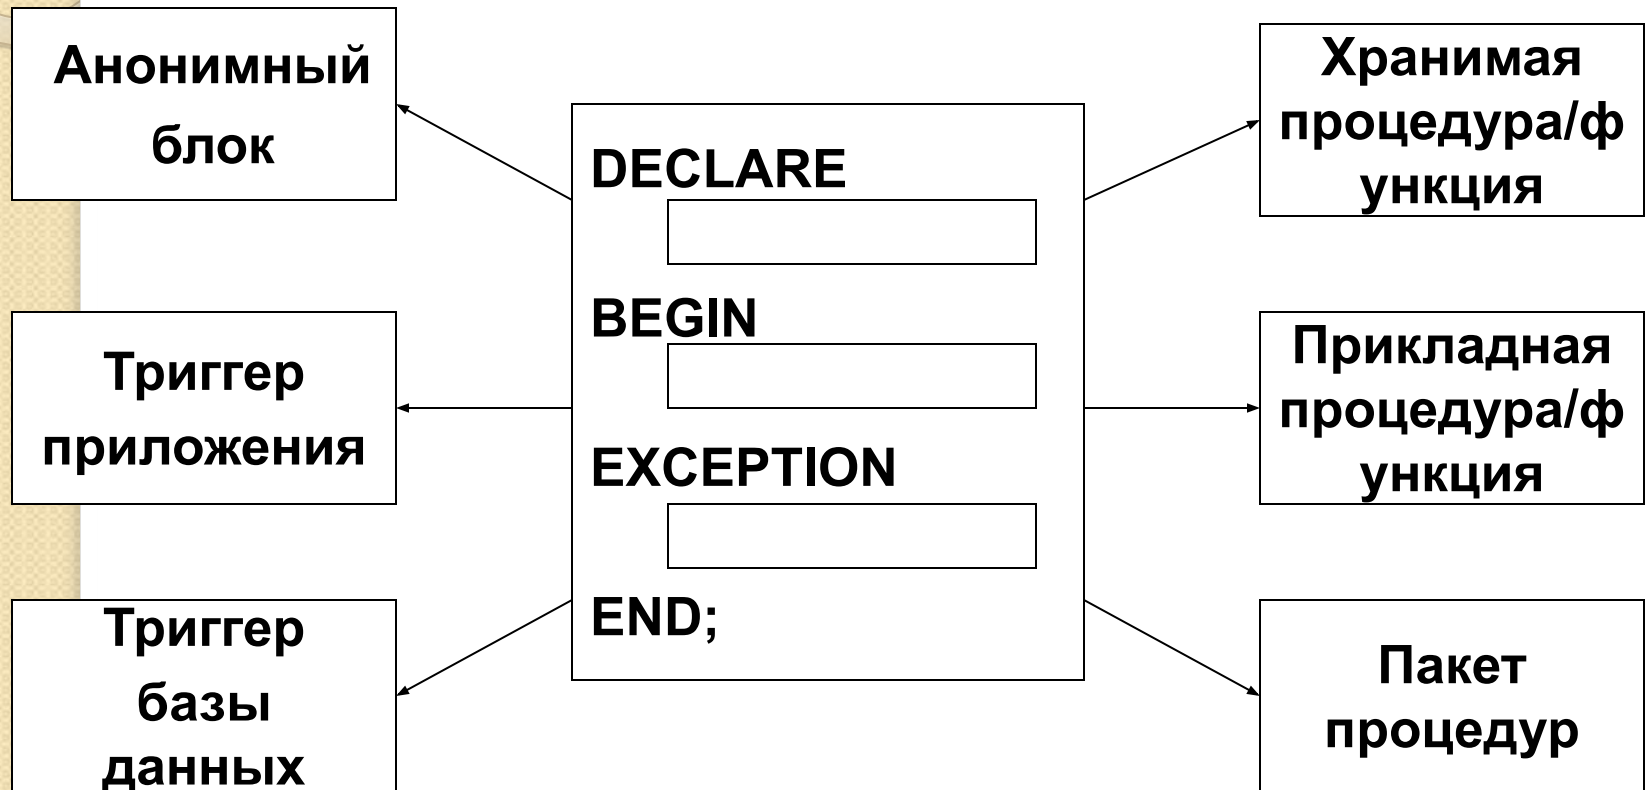 Анонимный
блок
Триггер
приложения
Триггер
базы
данных
DECLARE
BEGIN
EXCEPTION
END;
Хранимая
процедура/ф
ункция
Прикладная
процедура/ф
ункция
Пакет
процедур